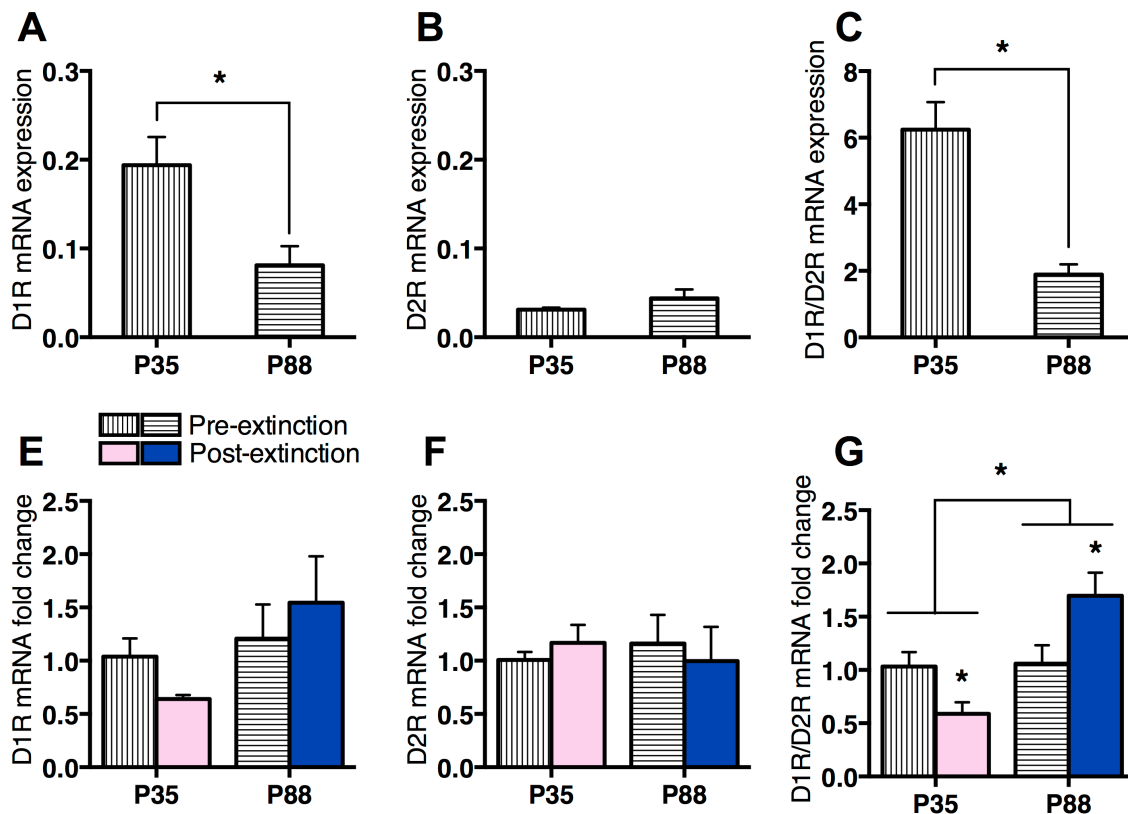 A
D1R mRNA expression
0.3
0.2
0.1
0.0
*
P35 P88
B
D2R mRNA expression
0.3
0.2
0.1
0.0
P35 P88
C
D1R/D2R mRNA expression
8
6
4
2
0
*
P35 P88
Pre-extinction
Post-extinction
E
D1R mRNA fold change
2.5
2.0
1.5
1.0
0.5
0.0
P35 P88
F
D2R mRNA fold change
2.5
2.0
1.5
1.0
0.5
0.0
P35 P88
G
D1R/D2R mRNA fold change
2.5
2.0
1.5
1.0
0.5
0.0
*
*
*
P35 P88